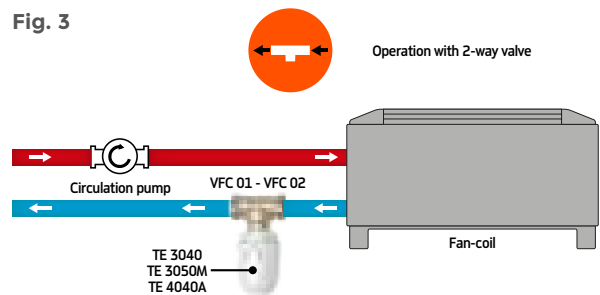 Fig. 3
Operation with 2-way valve
Circulation pump
VFC 01 - VFC 02
Fan-coil
TE 3040
TE 3050M
TE 4040A